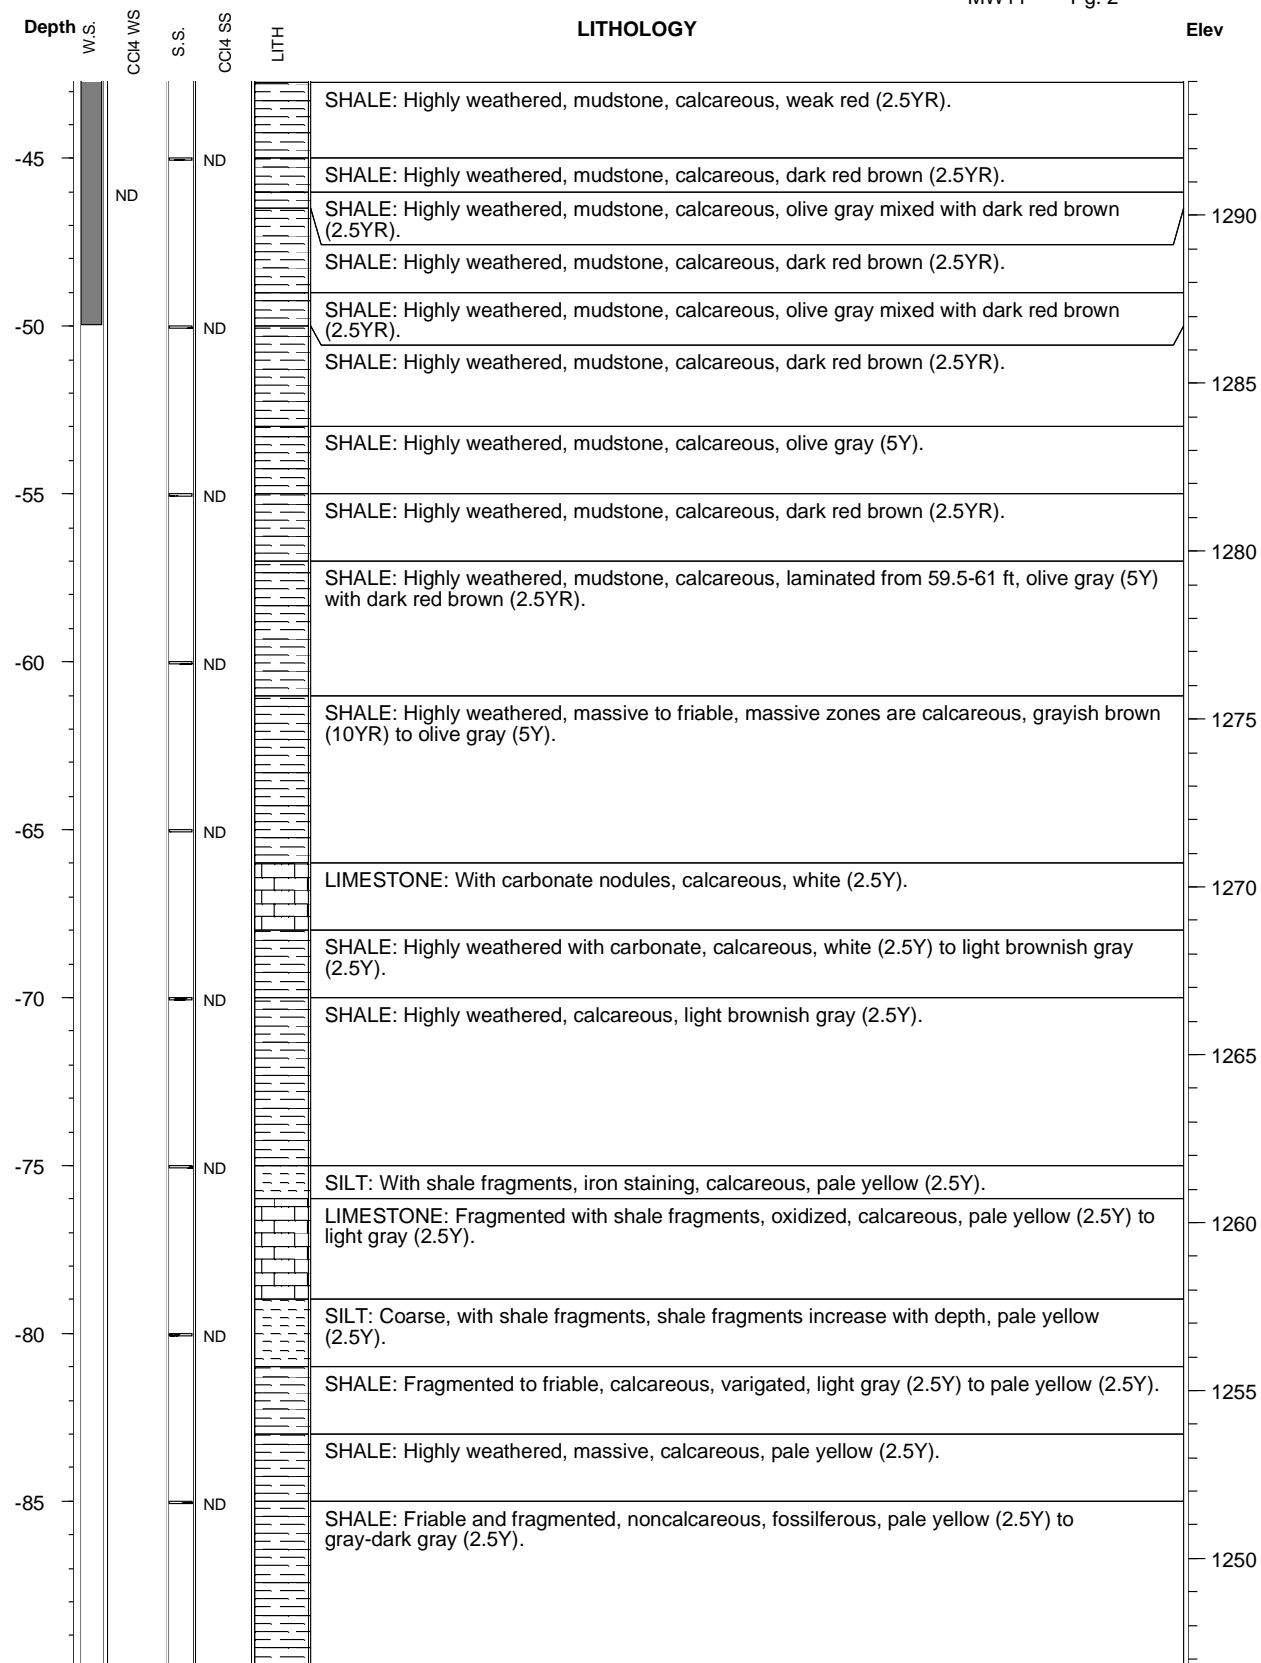 Depth W.S. CCl4 WS S.S. CCl4 SS LITH LITHOLOGY Elev
SHALE: Highly weathered, mudstone, calcareous, weak red (2.5YR).
-45 ND
SHALE: Highly weathered, mudstone, calcareous, dark red brown (2.5YR).
ND
SHALE: Highly weathered, mudstone, calcareous, olive gray mixed with dark red brown
(2.5YR).
1290
SHALE: Highly weathered, mudstone, calcareous, dark red brown (2.5YR).
SHALE: Highly weathered, mudstone, calcareous, olive gray mixed with dark red brown
(2.5YR).
-50 ND
SHALE: Highly weathered, mudstone, calcareous, dark red brown (2.5YR).
1285
SHALE: Highly weathered, mudstone, calcareous, olive gray (5Y).
-55 ND
SHALE: Highly weathered, mudstone, calcareous, dark red brown (2.5YR).
1280
SHALE: Highly weathered, mudstone, calcareous, laminated from 59.5-61 ft, olive gray (5Y)
with dark red brown (2.5YR).
-60 ND
SHALE: Highly weathered, massive to friable, massive zones are calcareous, grayish brown
(10YR) to olive gray (5Y).
1275
-65 ND
LIMESTONE: With carbonate nodules, calcareous, white (2.5Y).
1270
SHALE: Highly weathered with carbonate, calcareous, white (2.5Y) to light brownish gray
(2.5Y).
-70 ND
SHALE: Highly weathered, calcareous, light brownish gray (2.5Y).
1265
-75 ND
SILT: With shale fragments, iron staining, calcareous, pale yellow (2.5Y).
LIMESTONE: Fragmented with shale fragments, oxidized, calcareous, pale yellow (2.5Y) to
light gray (2.5Y).
1260
SILT: Coarse, with shale fragments, shale fragments increase with depth, pale yellow
(2.5Y).
-80 ND
SHALE: Fragmented to friable, calcareous, varigated, light gray (2.5Y) to pale yellow (2.5Y).
1255
SHALE: Highly weathered, massive, calcareous, pale yellow (2.5Y).
-85 ND
SHALE: Friable and fragmented, noncalcareous, fossilferous, pale yellow (2.5Y) to
gray-dark gray (2.5Y).
1250